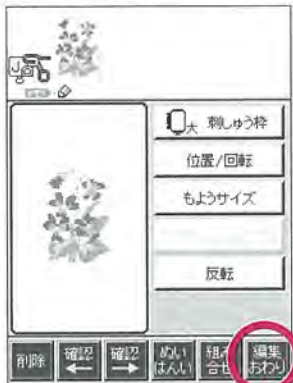 J
大 刺しゅう枠
位置/回転
もようサイズ
反転
削除
確認
←
確認
→
ぬい
はんい
組み
合せ
編集
おわり